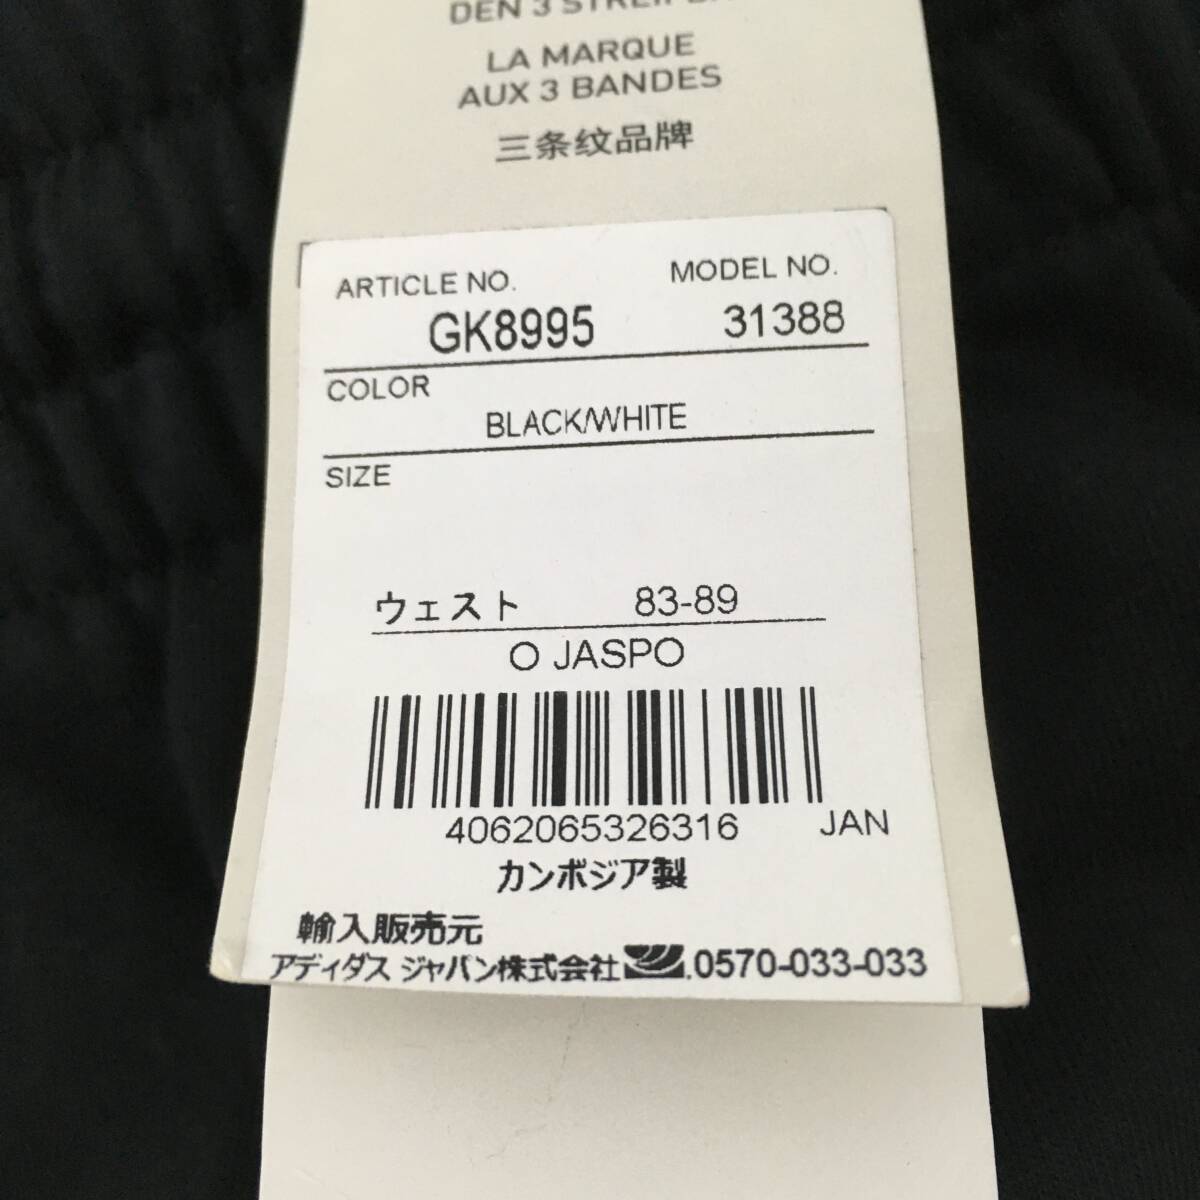 DEN 3
LA MARQUE
AUX 3 BANDES
三条纹品牌
ARTICLE NO. MODEL NO.
GK8995 31388
COLOR
BLACK/WHITE
SIZE
ウェスト 83-89
O JASPO
4062065326316 JAN
カンボジア製
輸入販売元
アディダス ジャパン株式会社 .0570-033-033